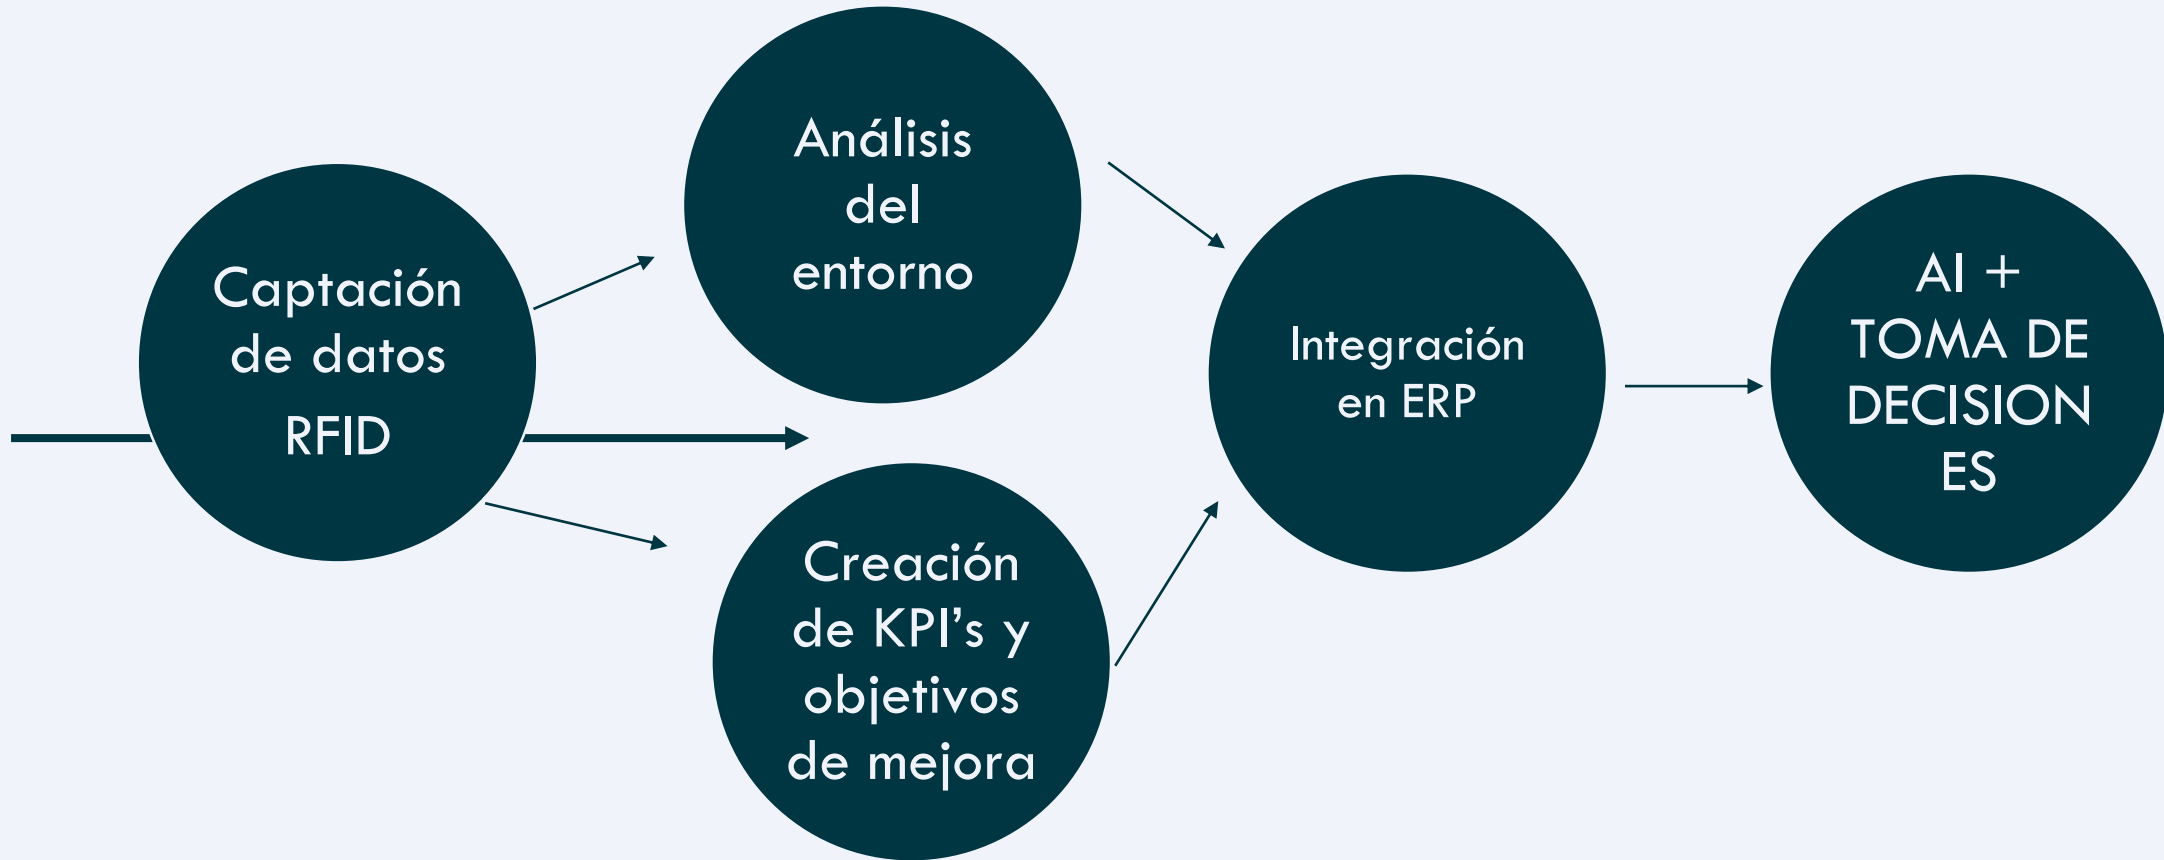 Captación
de datos
RFID
Análisis
del
entorno
Creación
de KPI’s y
objetivos
de mejora
Integración
en ERP
AI +
TOMA DE
DECISION
ES